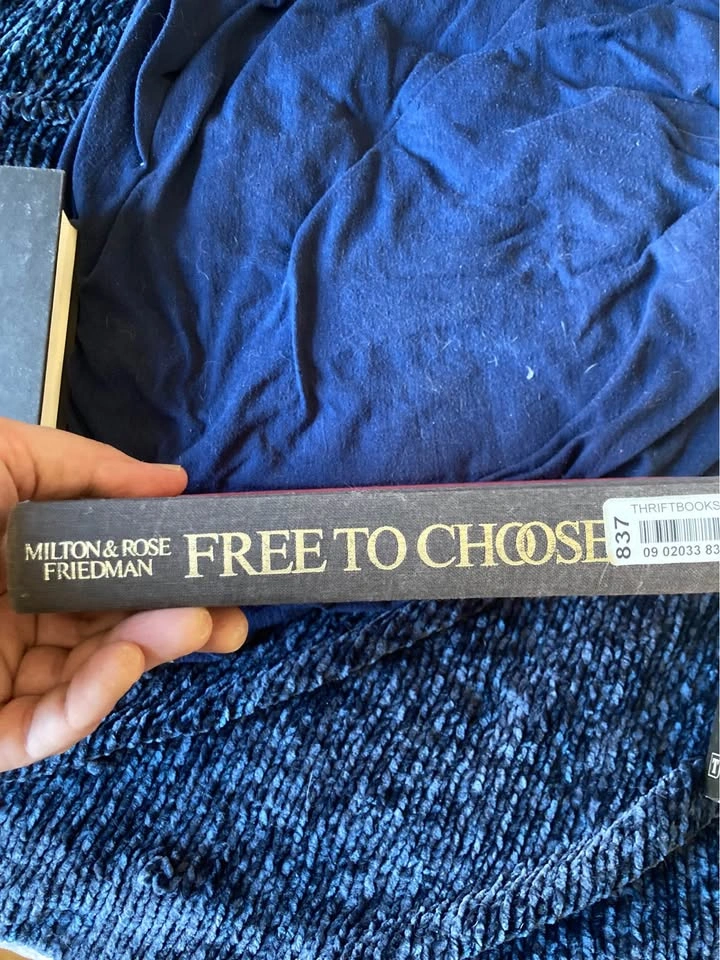 MILTON & ROSE
FRIEDMAN
FREE TO CHOOSE
837
THRIFTBOOKS
09 02033 83